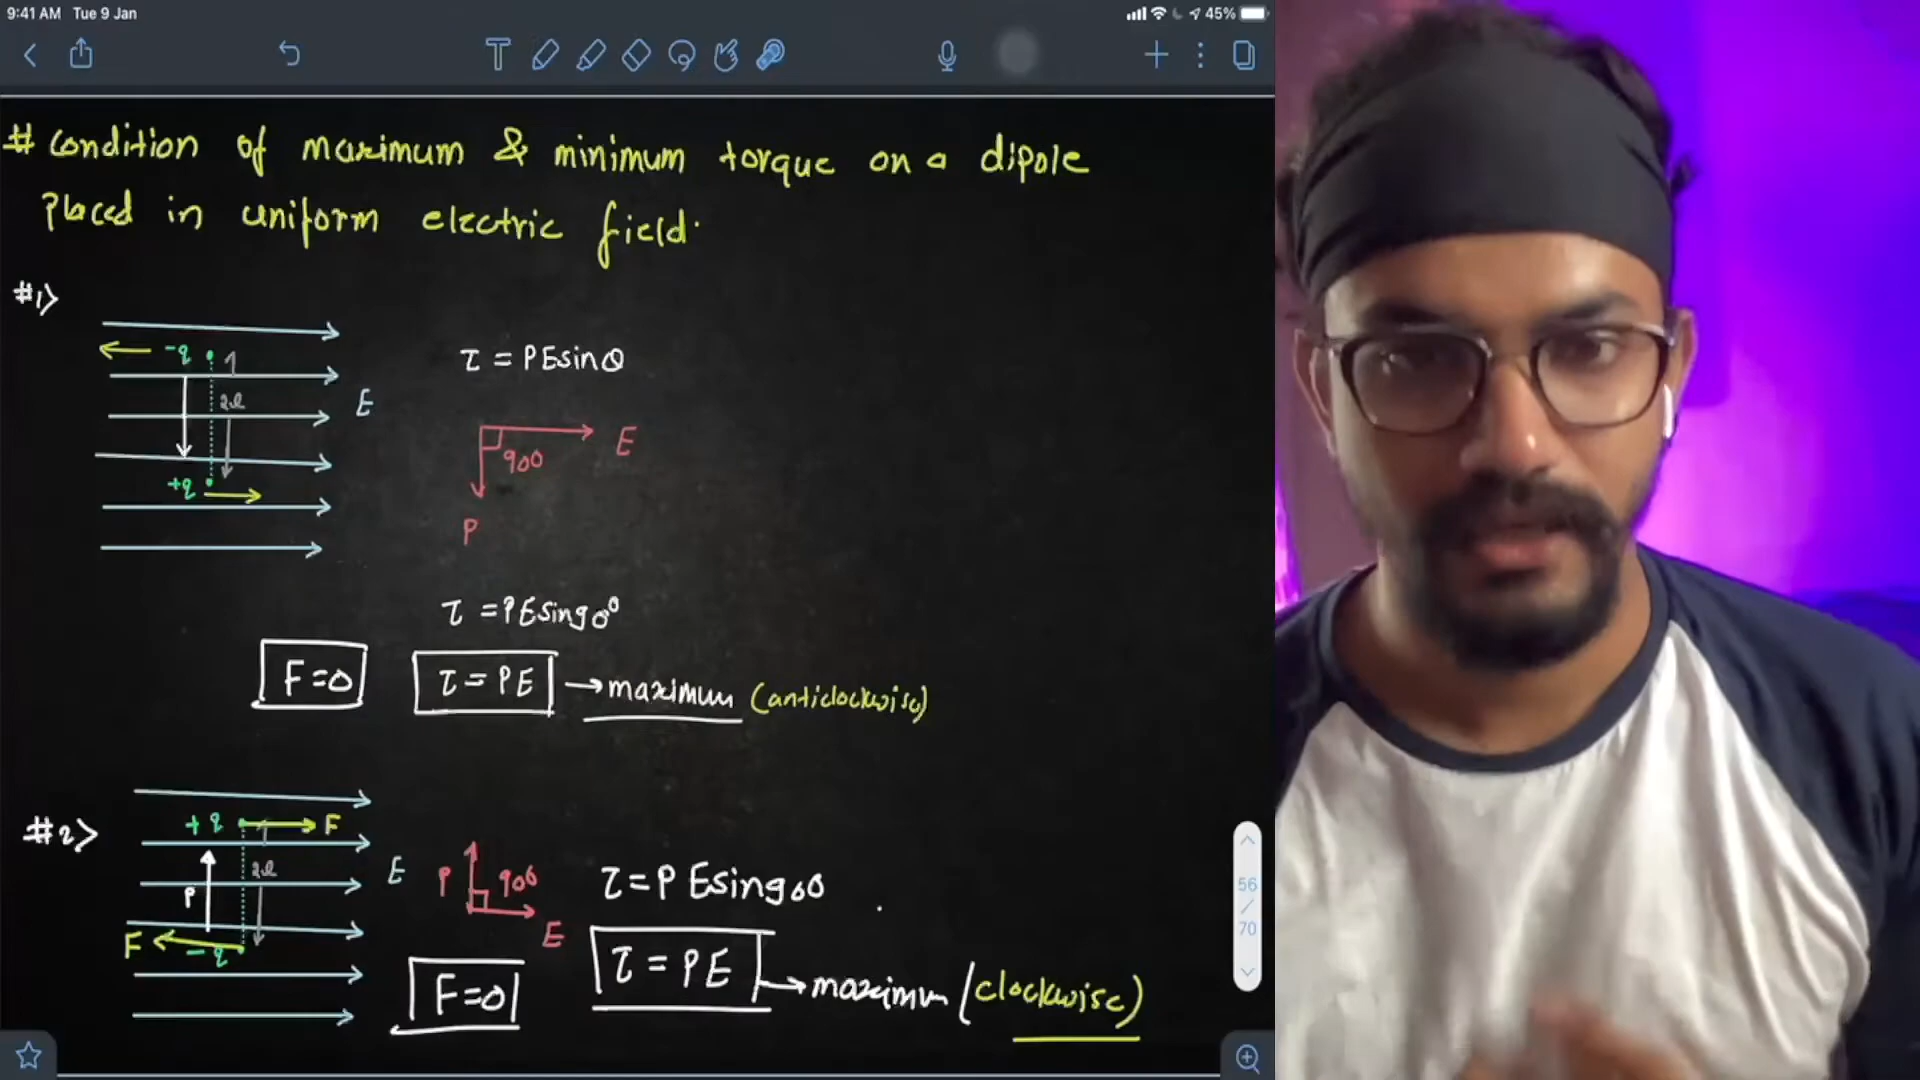 9:41 AM Tue 9 Jan
45%
# condition of maximum & minimum torque on a dipole
placed in uniform electric field.
#1>
-q
2l
E
+q
τ = PEsinθ
90°
E
P
τ = PEsin90°
F=0
τ = PE → maximum (anticlockwise)
#2>
+q F
2l
E
P
F -q
P 90°
E
τ = P Esin90°
F=0
τ = PE → maximum (clockwise)
56
/
70